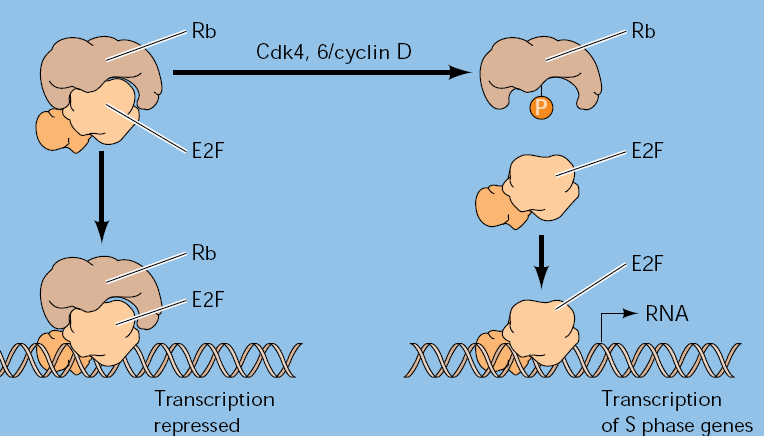 Rb
Cdk4, 6/cyclin D
Rb
P
E2F
E2F
Rb
E2F
E2F
RNA
Transcription
repressed
Transcription
of S phase genes